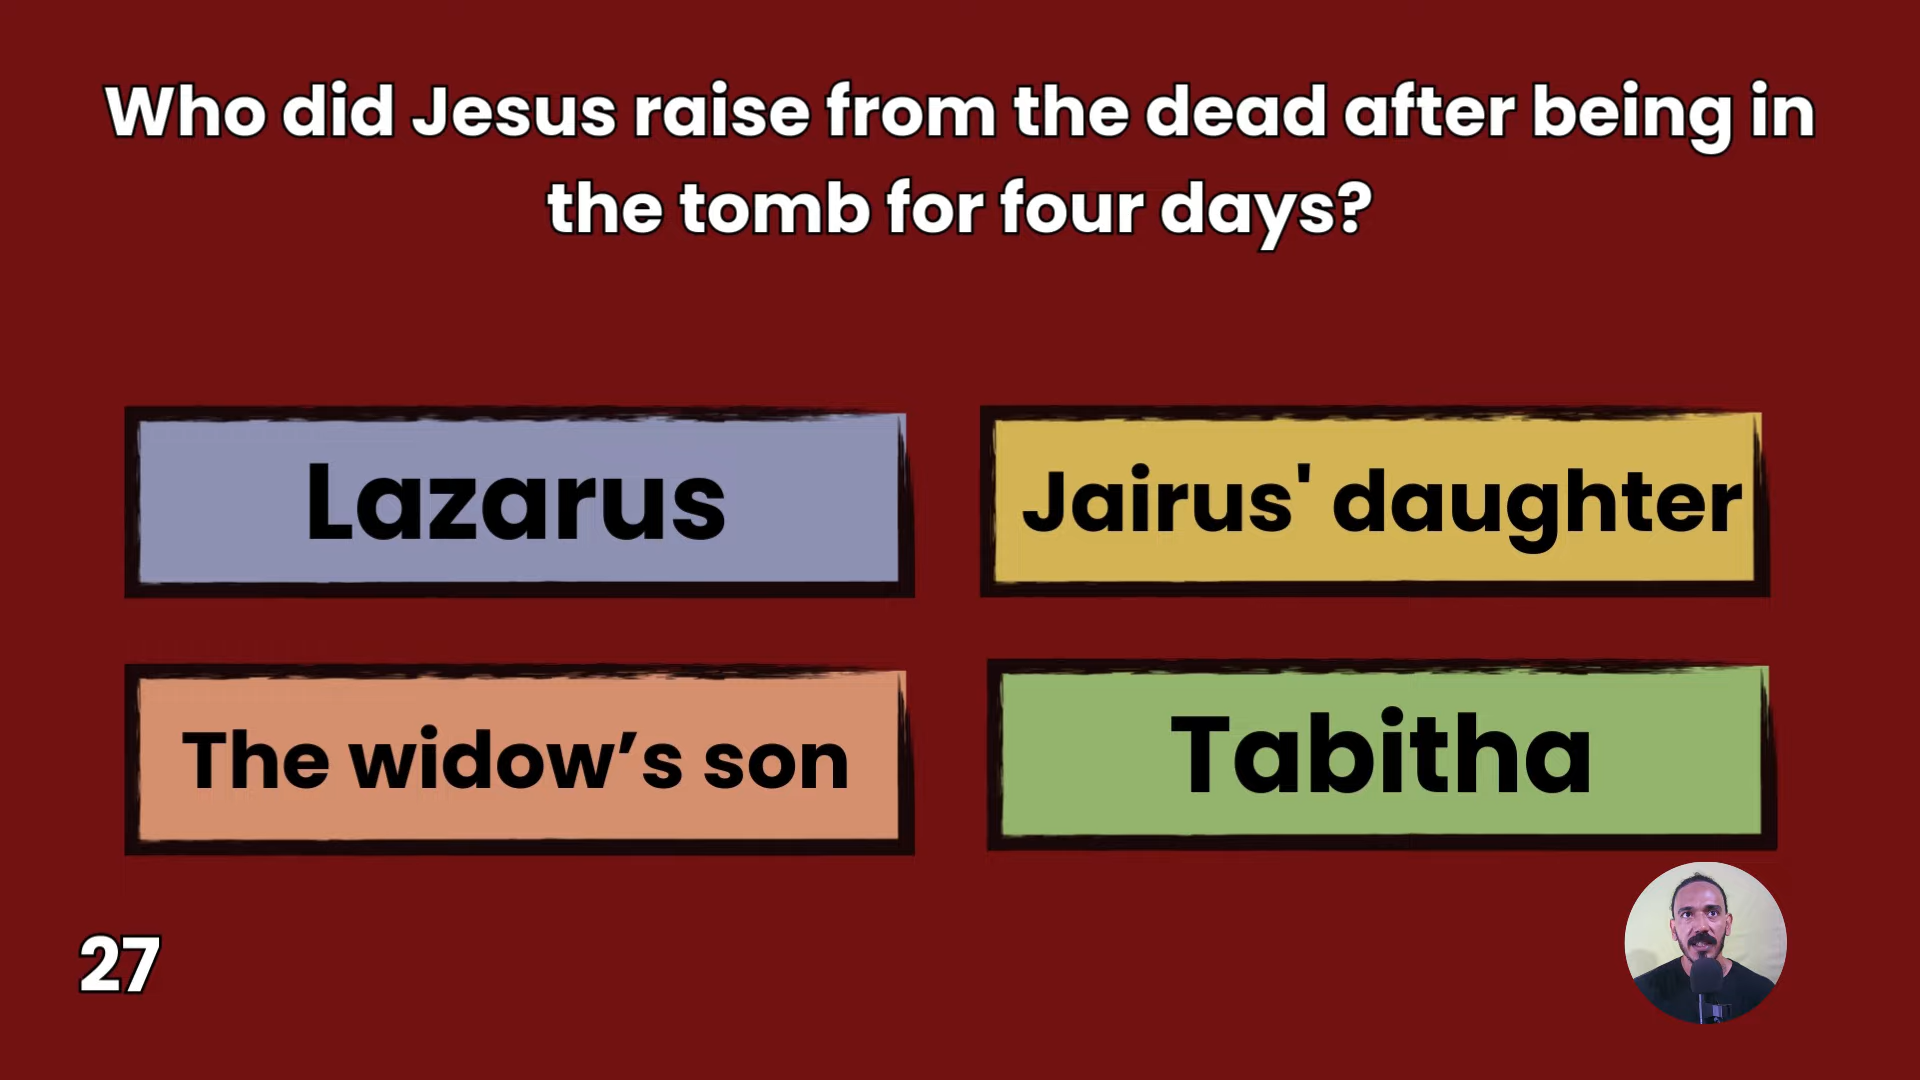 Who did Jesus raise from the dead after being in
the tomb for four days?
Lazarus
Jairus' daughter
The widow’s son
Tabitha
27